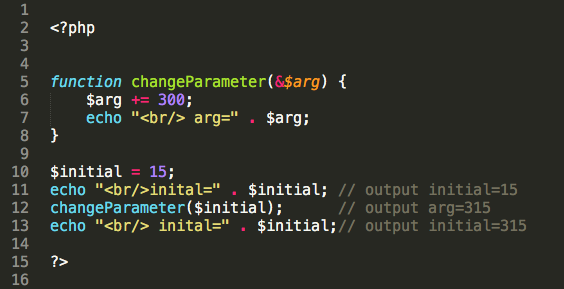 1
2 <?php
3
4
5 function changeParameter(&$arg) {
6 $arg += 300;
7 echo "<br/> arg=" . $arg;
8 }
9
10 $initial = 15;
11 echo "<br/>inital=" . $initial; // output initial=15
12 changeParameter($initial); // output arg=315
13 echo "<br/> inital=" . $initial;// output initial=315
14
15 ?>
16